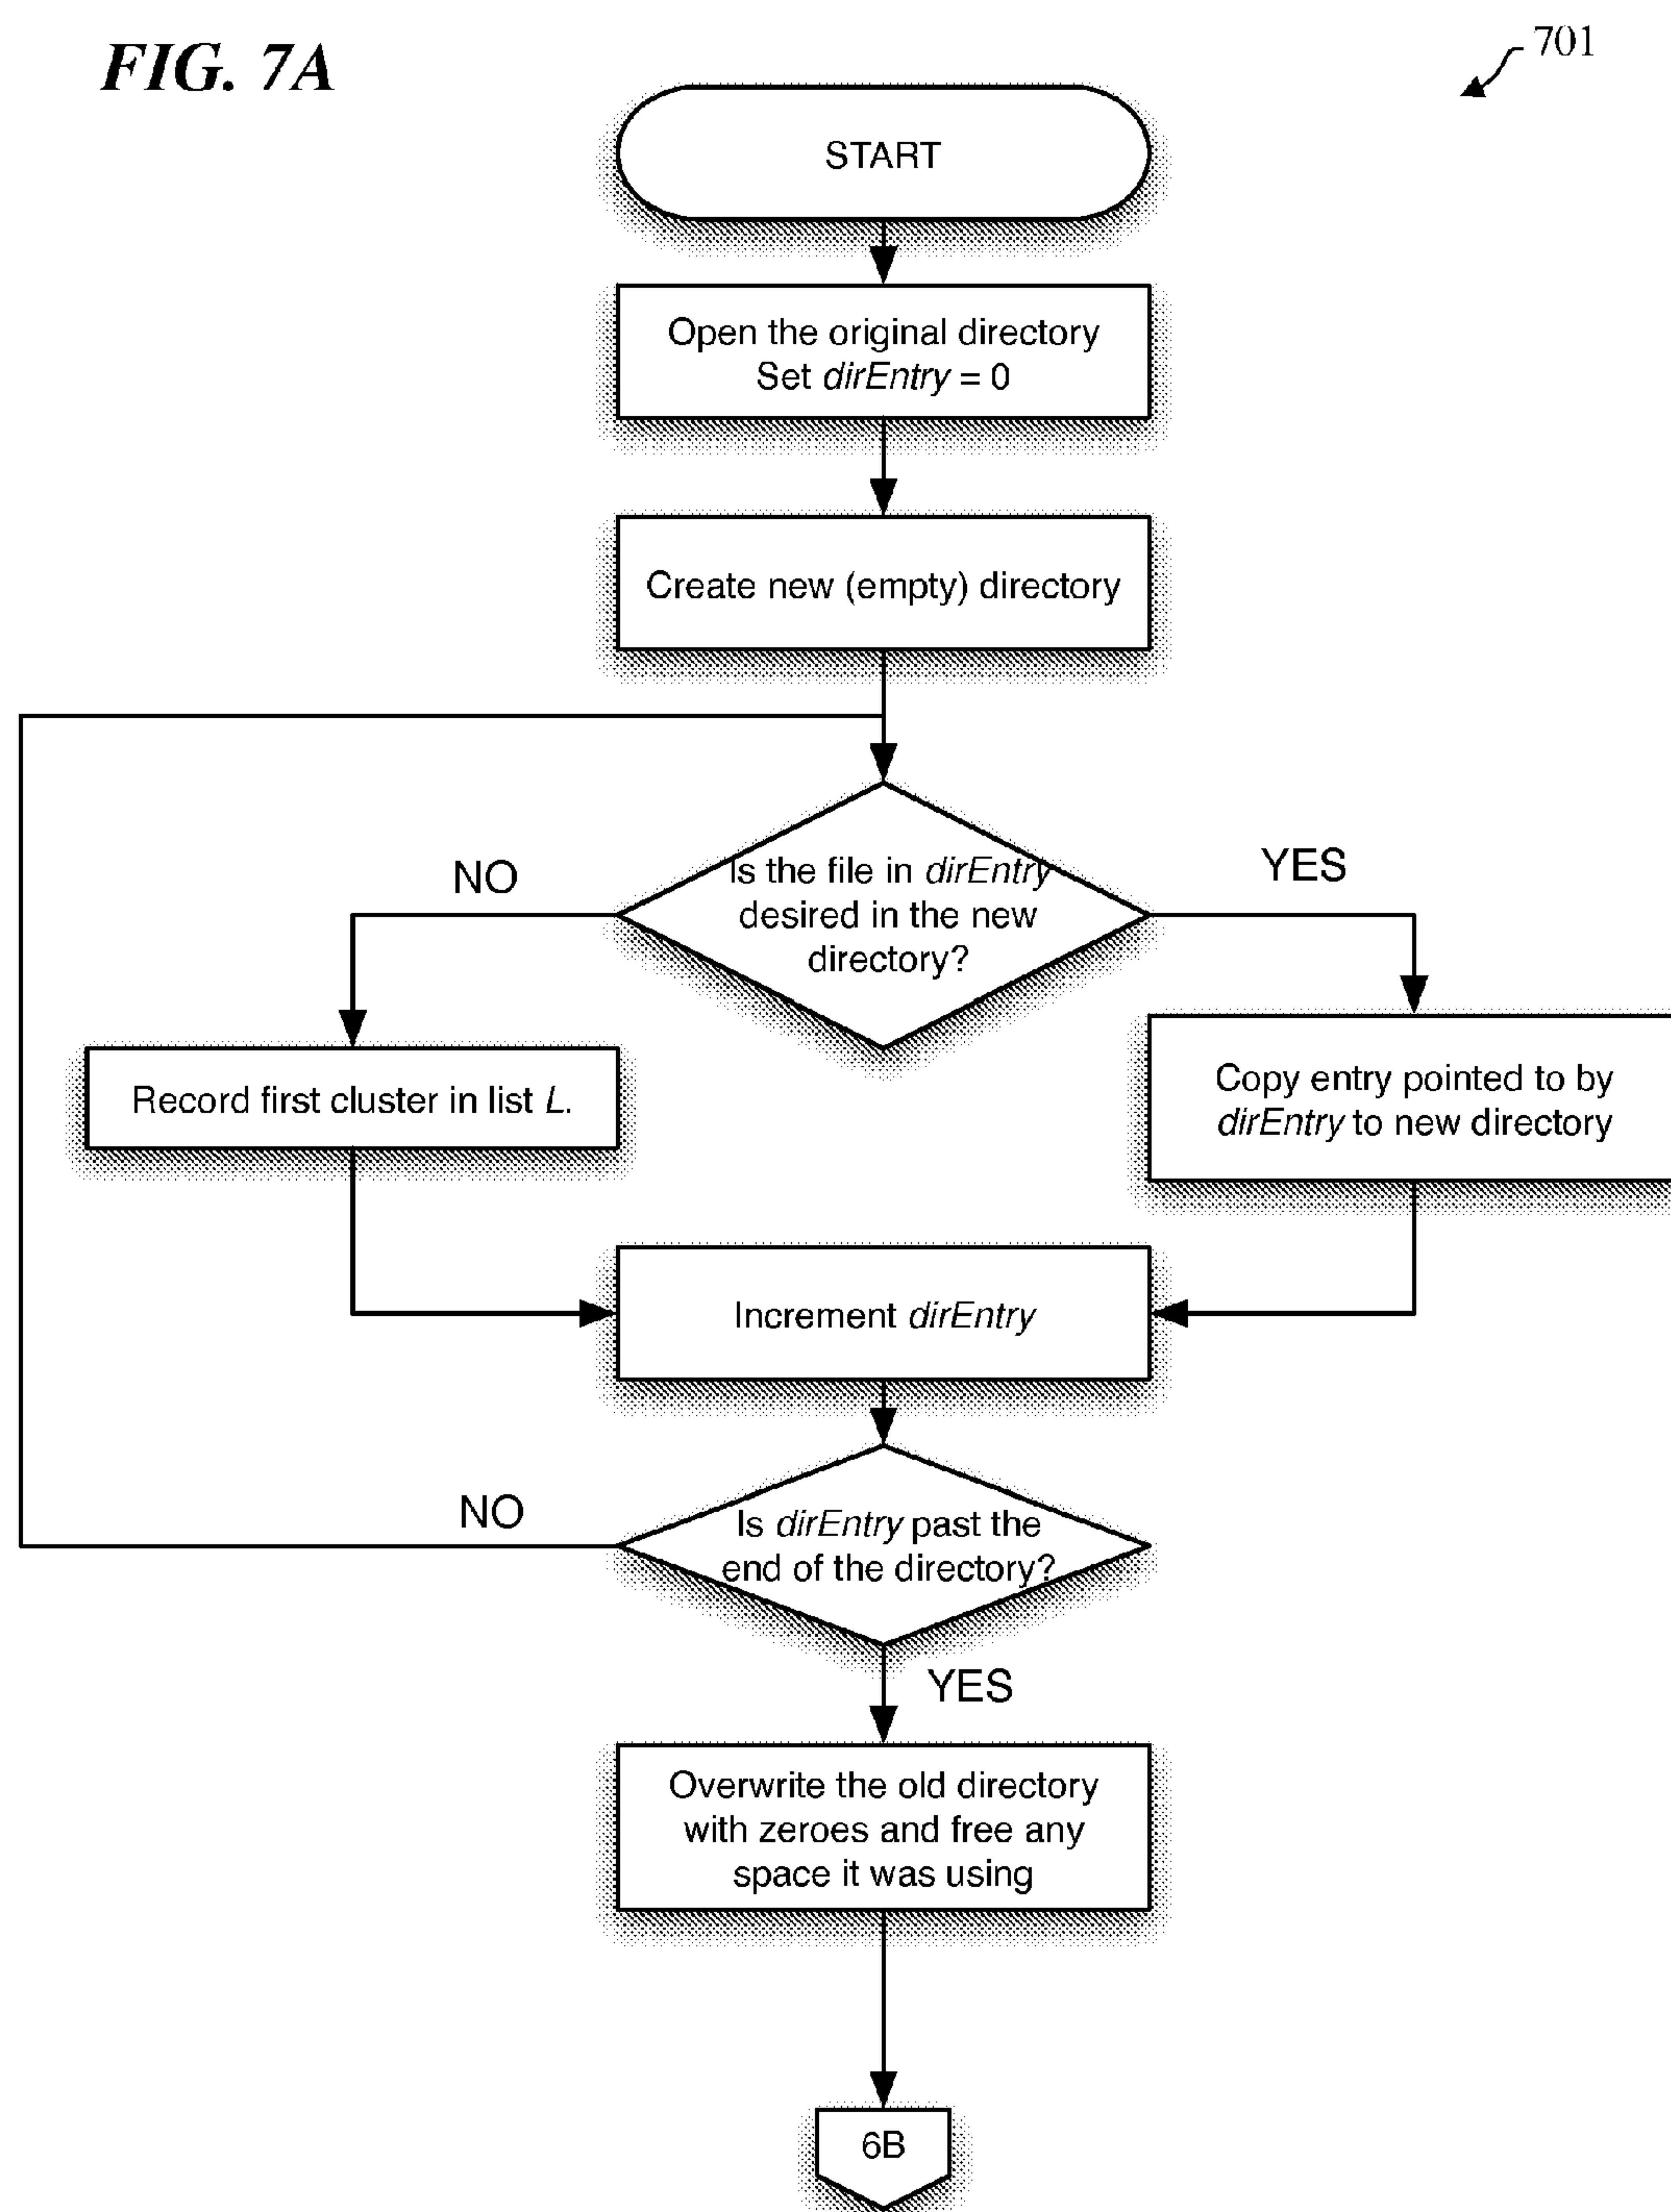 FIG. 7A
701
START
Open the original directory
Set dirEntry = 0
Create new (empty) directory
Is the file in dirEntry
desired in the new
directory?
NO
YES
Record first cluster in list L.
Copy entry pointed to by
dirEntry to new directory
Increment dirEntry
Is dirEntry past the
end of the directory?
NO
YES
Overwrite the old directory
with zeroes and free any
space it was using
6B